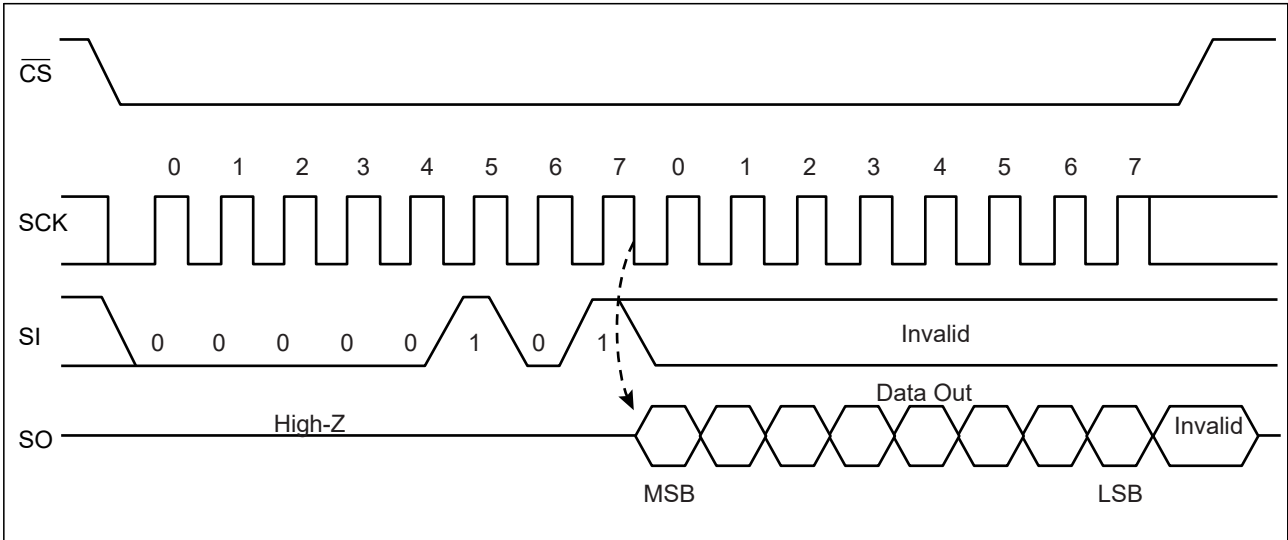 CS
0 1 2 3 4 5 6 7 0 1 2 3 4 5 6 7
SCK
SI 0 0 0 0 0 1 0 1 Invalid
Data Out
High-Z
SO Invalid
MSB LSB